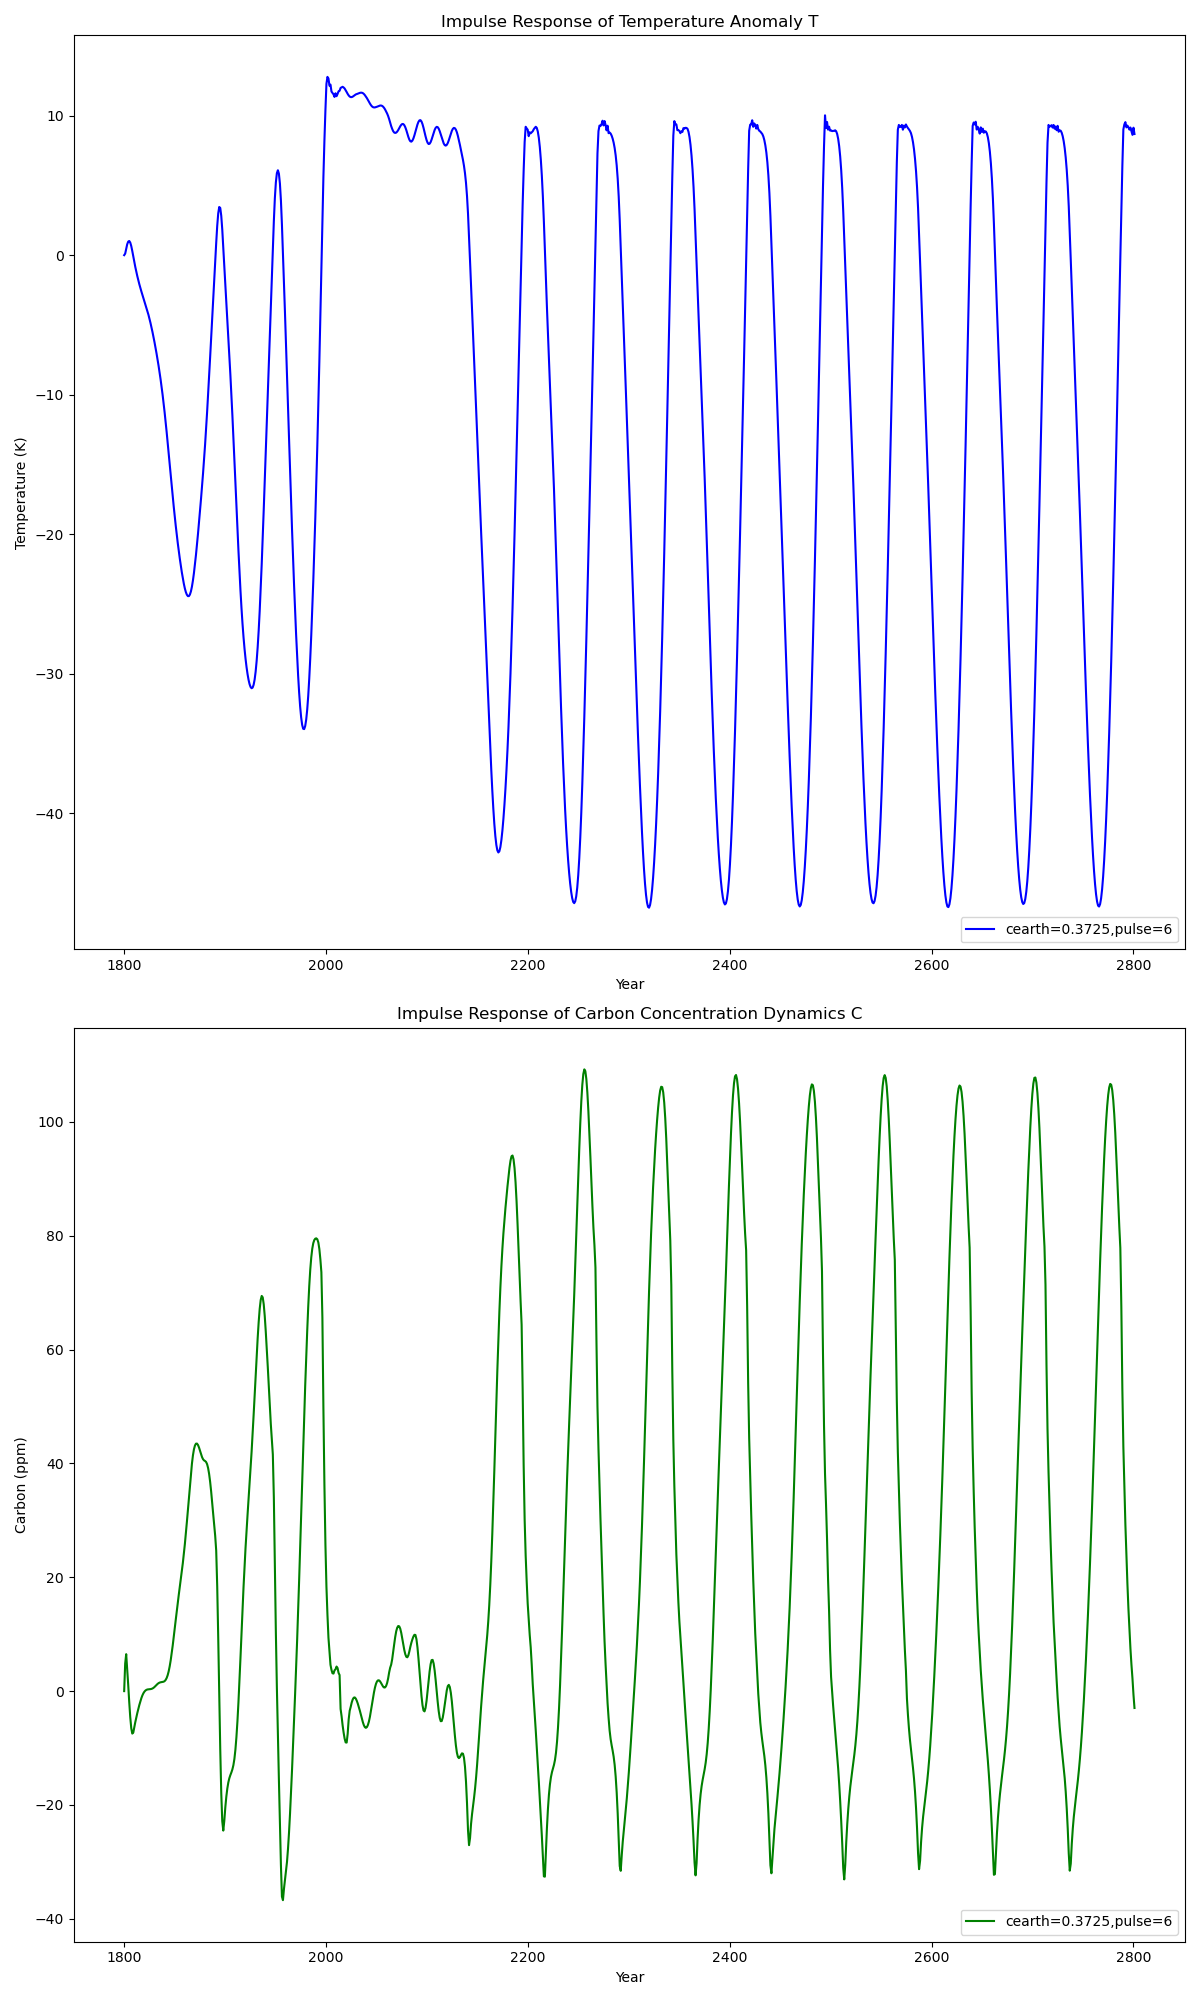 Impulse Response of Temperature Anomaly T
Temperature (K)
10
0
−10
−20
−30
−40
cearth=0.3725,pulse=6
1800 2000 2200 2400 2600 2800
Year
Impulse Response of Carbon Concentration Dynamics C
Carbon (ppm)
100
80
60
40
20
0
−20
−40
cearth=0.3725,pulse=6
1800 2000 2200 2400 2600 2800
Year